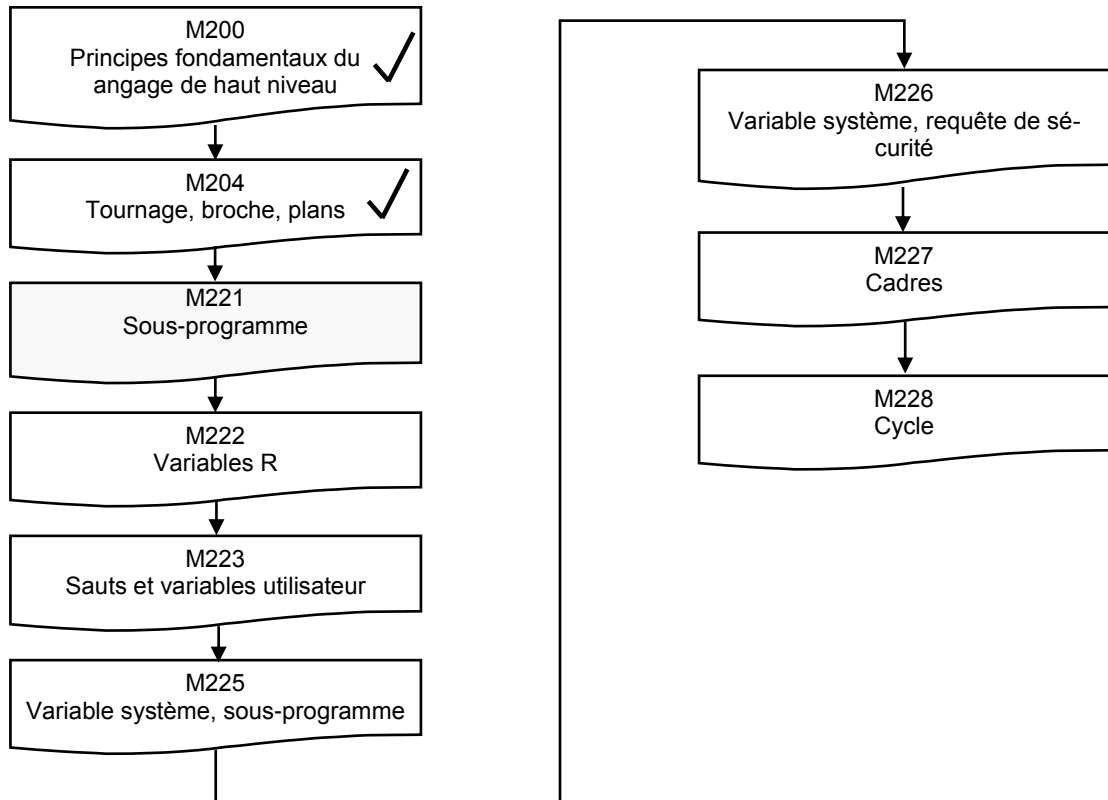 M200
Principes fondamentaux du
angage de haut niveau
M204
Tournage, broche, plans
M221
Sous-programme
M222
Variables R
M223
Sauts et variables utilisateur
M225
Variable système, sous-programme
M226
Variable système, requête de sé-
curité
M227
Cadres
M228
Cycle